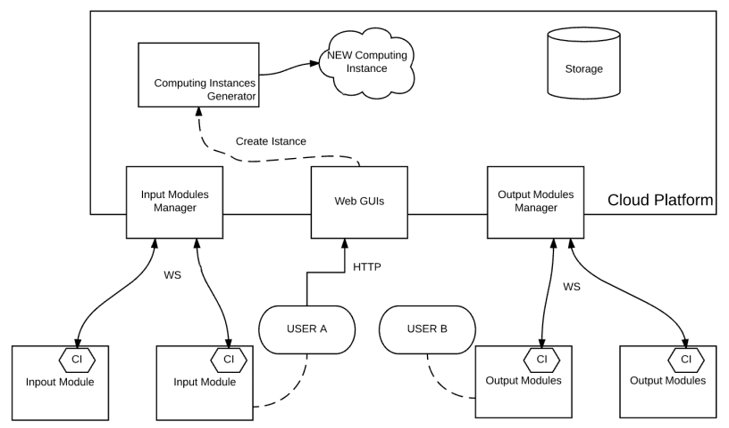 NEW Computing
Instance
Computing Instances
Generator
Storage
Create Istance
Input Modules
Manager
Web GUIs
Output Modules
Manager
Cloud Platform
WS
HTTP
WS
USER A
USER B
CI
Inpout Module
CI
Input Module
CI
Output Modules
CI
Output Modules